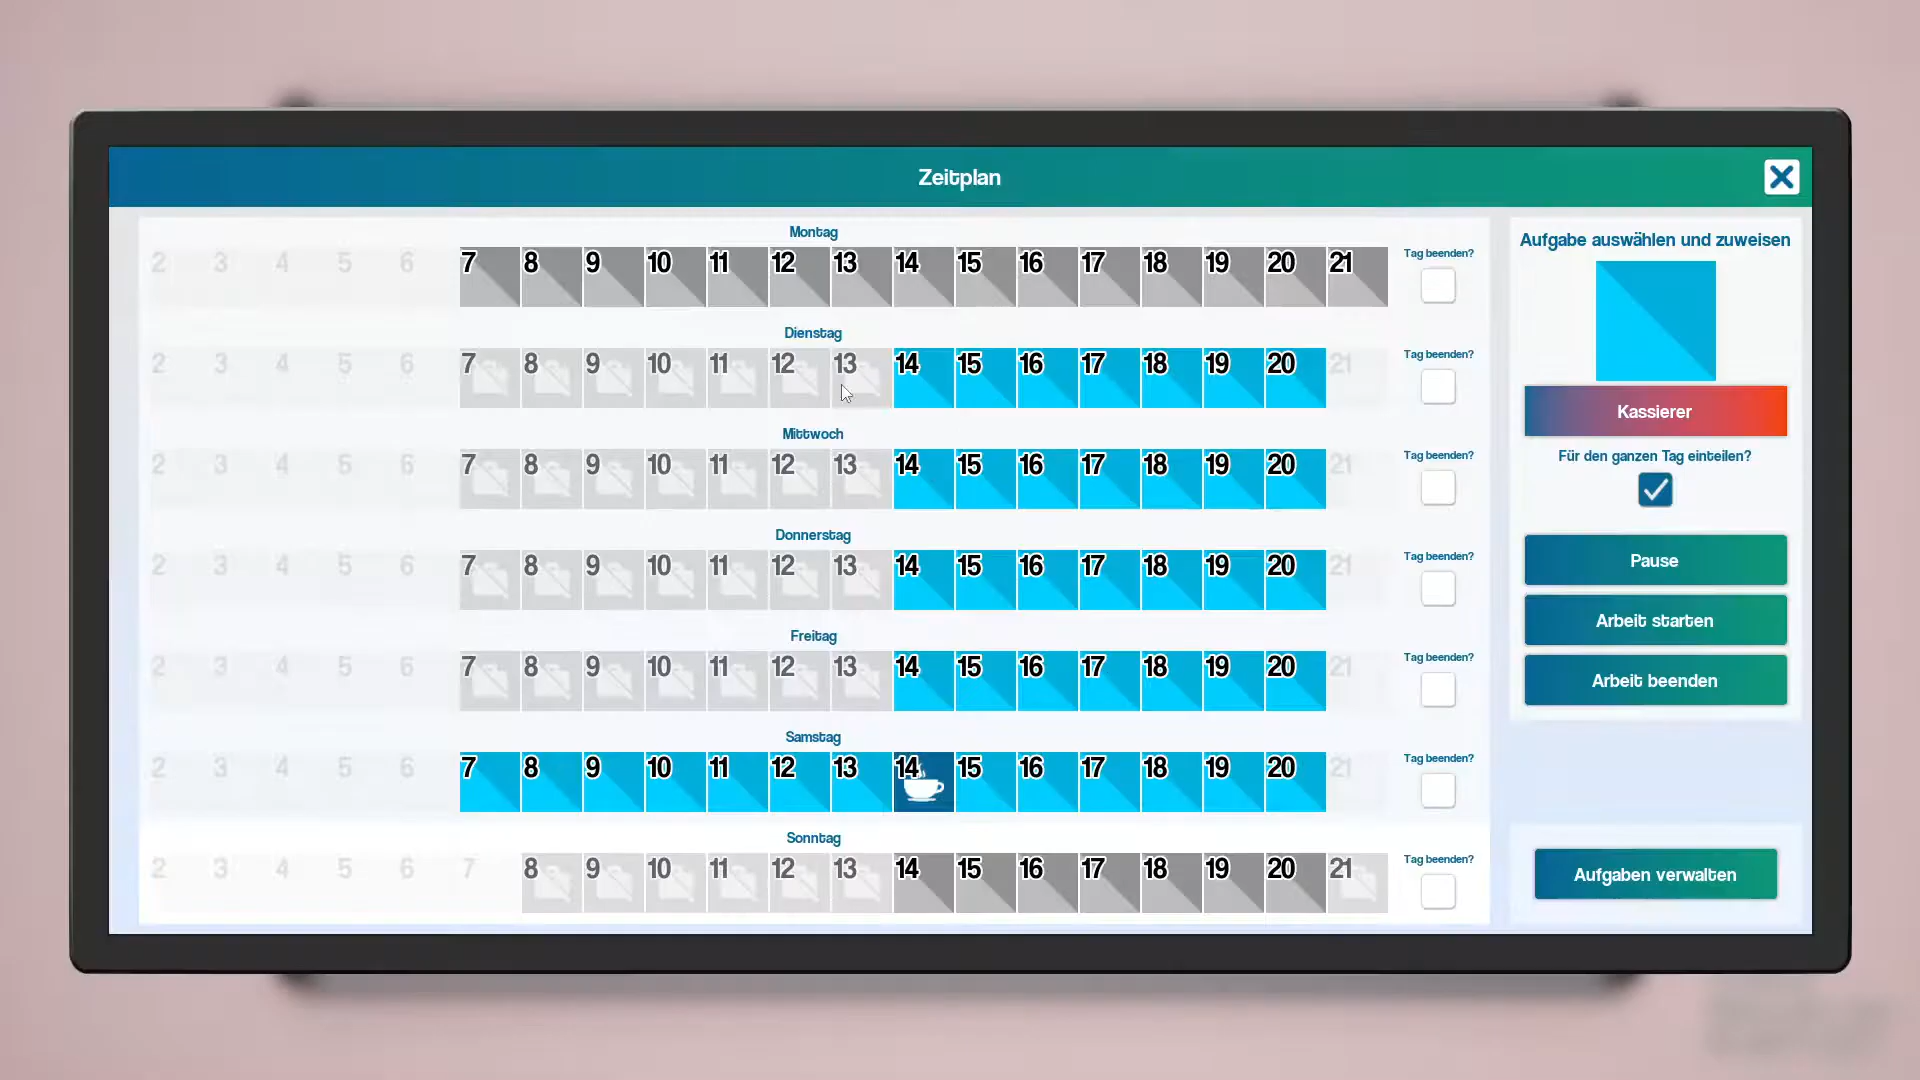 Zeitplan
Montag
2 3 4 5 6 7 8 9 10 11 12 13 14 15 16 17 18 19 20 21
Tag beenden?
Dienstag
2 3 4 5 6 7 8 9 10 11 12 13 14 15 16 17 18 19 20 21
Tag beenden?
Mittwoch
2 3 4 5 6 7 8 9 10 11 12 13 14 15 16 17 18 19 20 21
Tag beenden?
Donnerstag
2 3 4 5 6 7 8 9 10 11 12 13 14 15 16 17 18 19 20 21
Tag beenden?
Freitag
2 3 4 5 6 7 8 9 10 11 12 13 14 15 16 17 18 19 20 21
Tag beenden?
Samstag
2 3 4 5 6 7 8 9 10 11 12 13 14 15 16 17 18 19 20 21
Tag beenden?
Sonntag
2 3 4 5 6 7 8 9 10 11 12 13 14 15 16 17 18 19 20 21
Tag beenden?
Aufgabe auswählen und zuweisen
Kassierer
Für den ganzen Tag einteilen?
Pause
Arbeit starten
Arbeit beenden
Aufgaben verwalten